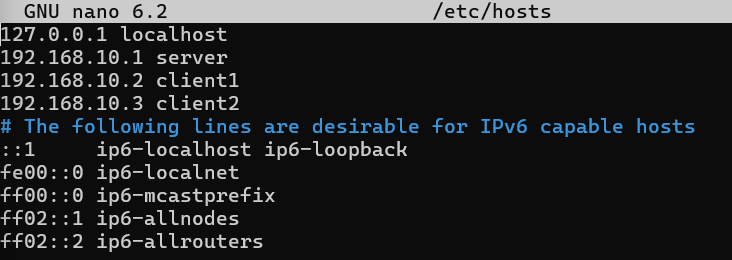 GNU nano 6.2 /etc/hosts
127.0.0.1 localhost
192.168.10.1 server
192.168.10.2 client1
192.168.10.3 client2
# The following lines are desirable for IPv6 capable hosts
::1     ip6-localhost ip6-loopback
fe00::0 ip6-localnet
ff00::0 ip6-mcastprefix
ff02::1 ip6-allnodes
ff02::2 ip6-allrouters